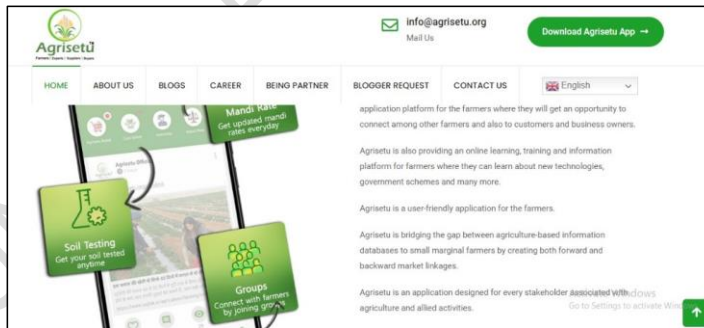 Agrisetu
info@agrisetu.org
Mail Us
Download Agrisetu App →
HOME ABOUT US BLOGS CAREER BEING PARTNER BLOGGER REQUEST CONTACT US English
Mandi Rate
Get updated mandi
rates everyday
Soil Testing
Get your soil tested
anytime
Groups
Connect with farmers
by joining groups
application platform for the farmers where they will get an opportunity to
connect among other farmers and also to customers and business owners.
Agrisetu is also providing an online learning, training and information
platform for farmers where they can learn about new technologies,
government schemes and many more.
Agrisetu is a user-friendly application for the farmers.
Agrisetu is bridging the gap between agriculture-based information
databases to small marginal farmers by creating both forward and
backward market linkages.
Agrisetu is an application designed for every stakeholder associated with
agriculture and allied activities.
Activate Windows
Go to Settings to activate Windows